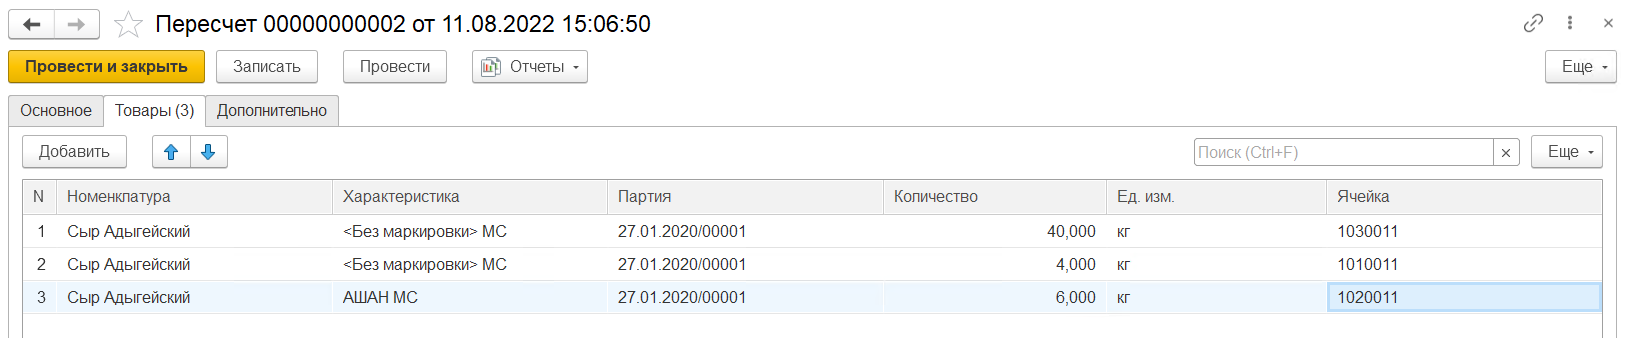 Пересчет 00000000002 от 11.08.2022 15:06:50
Провести и закрыть Записать Провести Отчеты Еще
Основное Товары (3) Дополнительно
Добавить Поиск (Ctrl+F) × Еще
N Номенклатура Характеристика Партия Количество Ед. изм. Ячейка
1 Сыр Адыгейский <Без маркировки> МС 27.01.2020/00001 40,000 кг 1030011
2 Сыр Адыгейский <Без маркировки> МС 27.01.2020/00001 4,000 кг 1010011
3 Сыр Адыгейский АШАН МС 27.01.2020/00001 6,000 кг 1020011